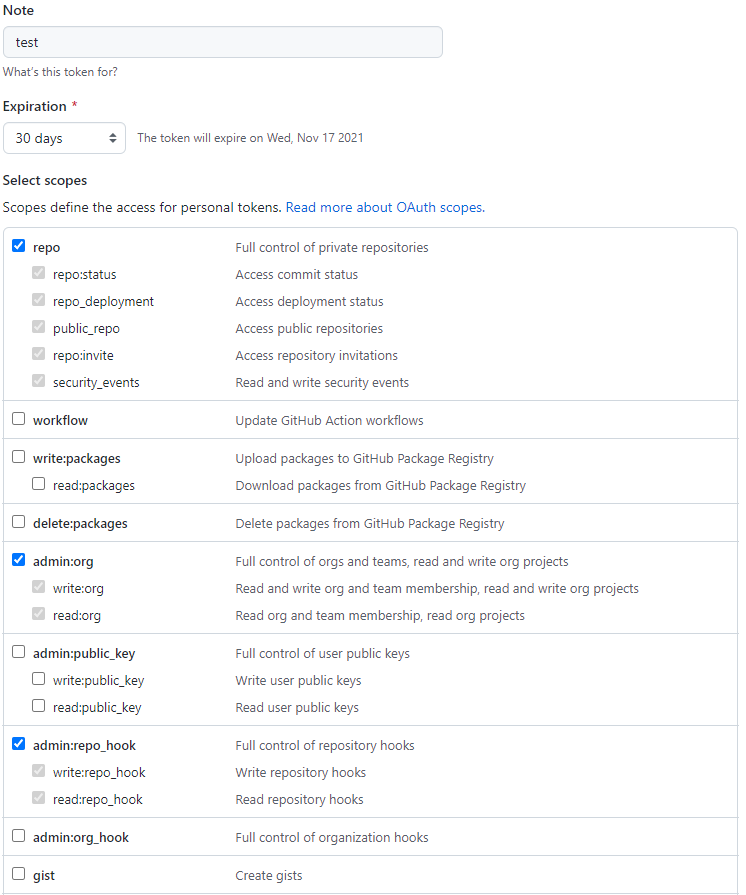 Note
test
What's this token for?
Expiration *
30 days The token will expire on Wed, Nov 17 2021
Select scopes
Scopes define the access for personal tokens. Read more about OAuth scopes.
repo Full control of private repositories
repo:status Access commit status
repo_deployment Access deployment status
public_repo Access public repositories
repo:invite Access repository invitations
security_events Read and write security events
workflow Update GitHub Action workflows
write:packages Upload packages to GitHub Package Registry
read:packages Download packages from GitHub Package Registry
delete:packages Delete packages from GitHub Package Registry
admin:org Full control of orgs and teams, read and write org projects
write:org Read and write org and team membership, read and write org projects
read:org Read org and team membership, read org projects
admin:public_key Full control of user public keys
write:public_key Write user public keys
read:public_key Read user public keys
admin:repo_hook Full control of repository hooks
write:repo_hook Write repository hooks
read:repo_hook Read repository hooks
admin:org_hook Full control of organization hooks
gist Create gists